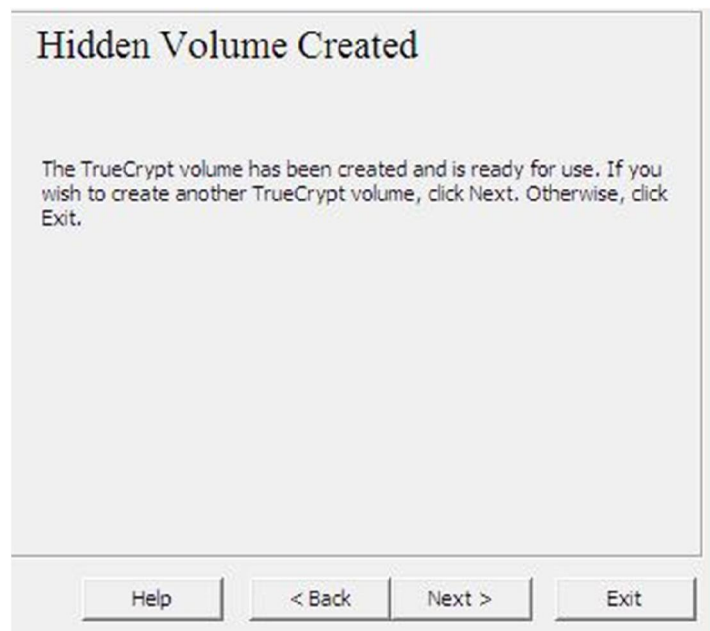 Hidden Volume Created
The TrueCrypt volume has been created and is ready for use. If you
wish to create another TrueCrypt volume, click Next. Otherwise, click
Exit.
Help
< Back
Next >
Exit